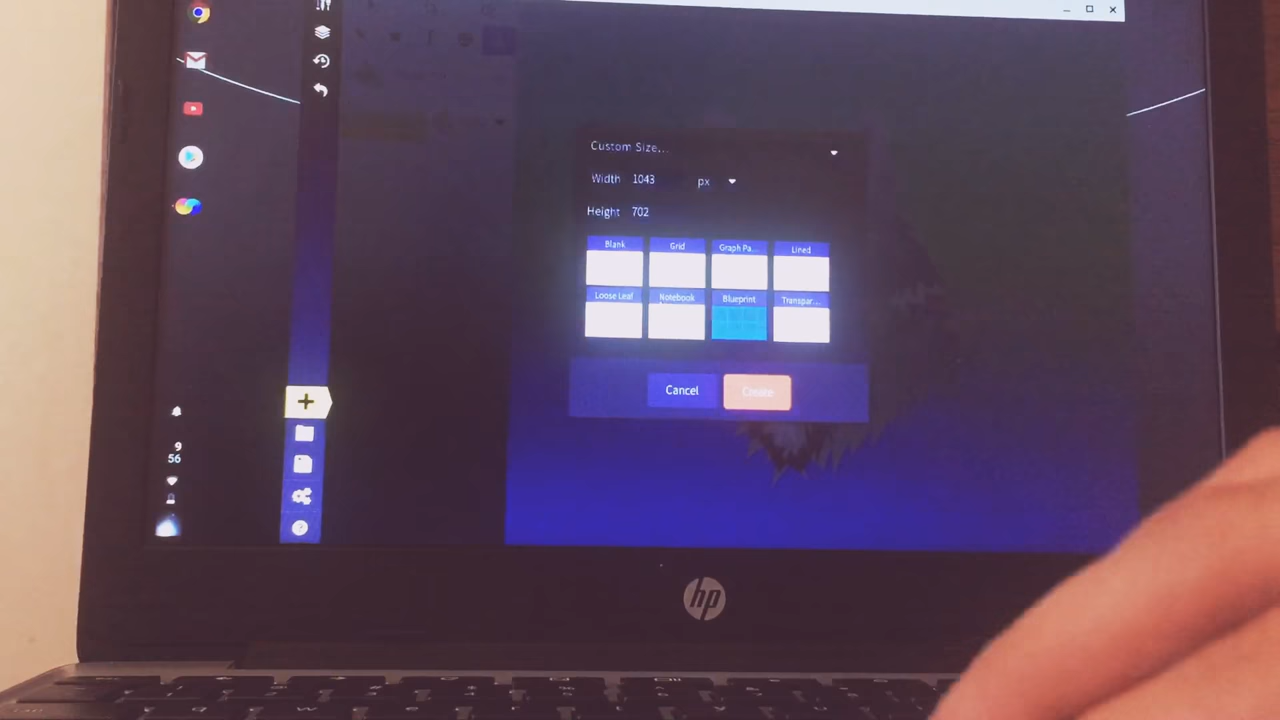 Custom Size...
Width 1043 px
Height 702
Blank Grid Graph Pa... Lined
Loose Leaf Notebook Blueprint Transpar...
Cancel Create
9
56
hp